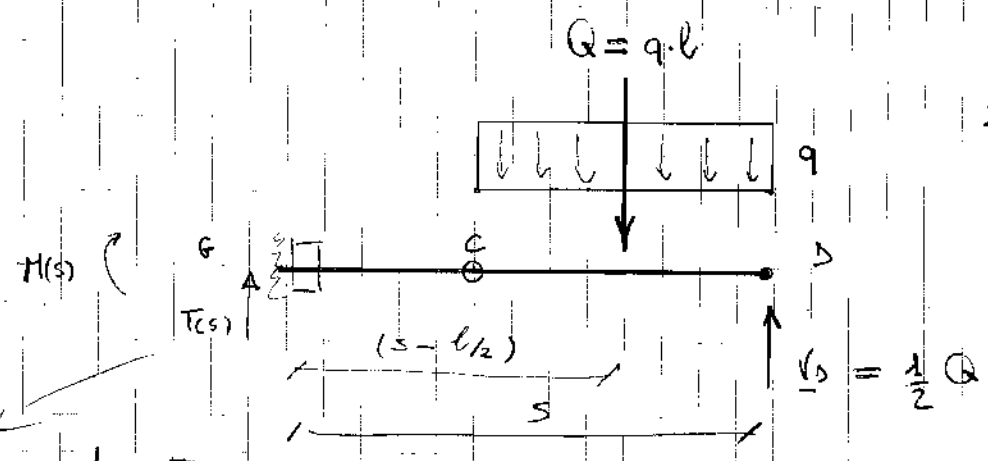 Q = q·l
q
M(s)
G
A
C
D
T(s)
(s - l/2)
V_D = 1/2 Q
S